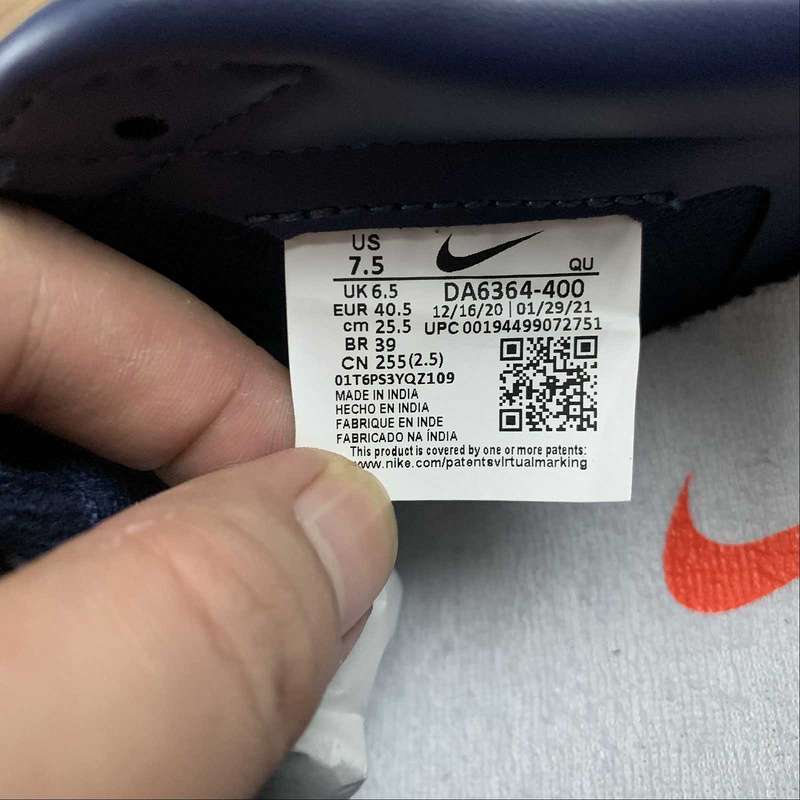 US
7.5
QU
UK 6.5
DA6364-400
EUR 40.5
12/16/20 | 01/29/21
cm 25.5
UPC 00194499072751
BR 39
CN 255(2.5)
01T6PS3YQZ109
MADE IN INDIA
HECHO EN INDIA
FABRIQUE EN INDE
FABRICADO NA ÍNDIA
This product is covered by one or more patents:
www.nike.com/patentsvirtualmarking